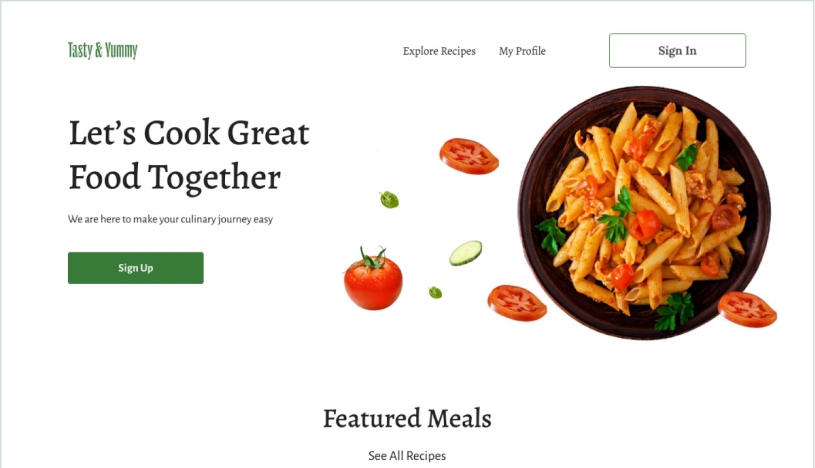 Tasty & Yummy
Explore Recipes
My Profile
Sign In
Let's Cook Great
Food Together
We are here to make your culinary journey easy
Sign Up
Featured Meals
See All Recipes